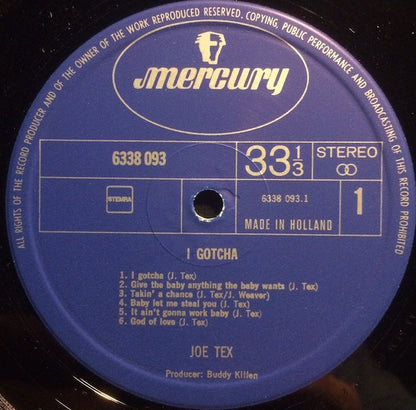 ALL RIGHTS OF THE RECORD PRODUCER AND OF THE OWNER OF THE WORK REPRODUCED RESERVED. COPYING, PUBLIC PERFORMANCE AND BROADCASTING OF THIS RECORD PROHIBITED
mercury
6338 093
33 1/3
STEREO
STEMRA
6338 093.1
MADE IN HOLLAND
1
I GOTCHA
1. I gotcha (J. Tex)
2. Give the baby anything the baby wants (J. Tex)
3. Takin' a chance (J. Tex/J. Weaver)
4. Baby let me steal you (J. Tex)
5. It ain't gonna work baby (J. Tex)
6. God of love (J. Tex)
JOE TEX
Producer: Buddy Killen